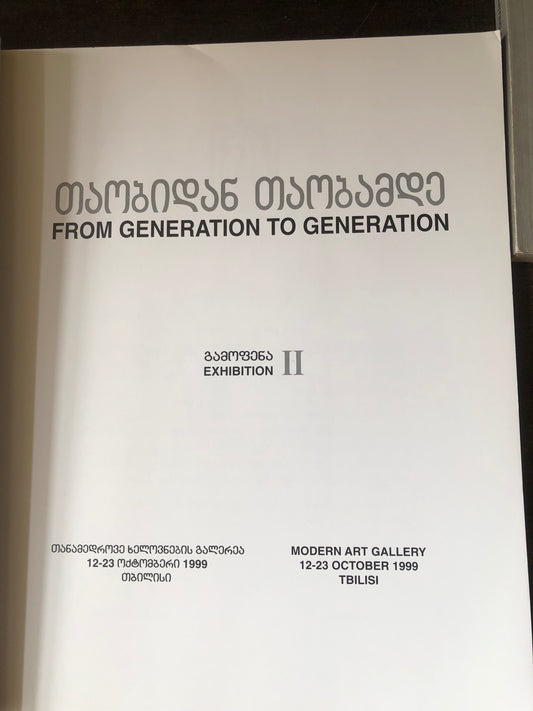 თაობიდან თაობამდე
FROM GENERATION TO GENERATION
გამოფენა
EXHIBITION II
თანამედროვე ხელოვნების გალერეა
12-23 ოქტომბერი 1999
თბილისი
MODERN ART GALLERY
12-23 OCTOBER 1999
TBILISI